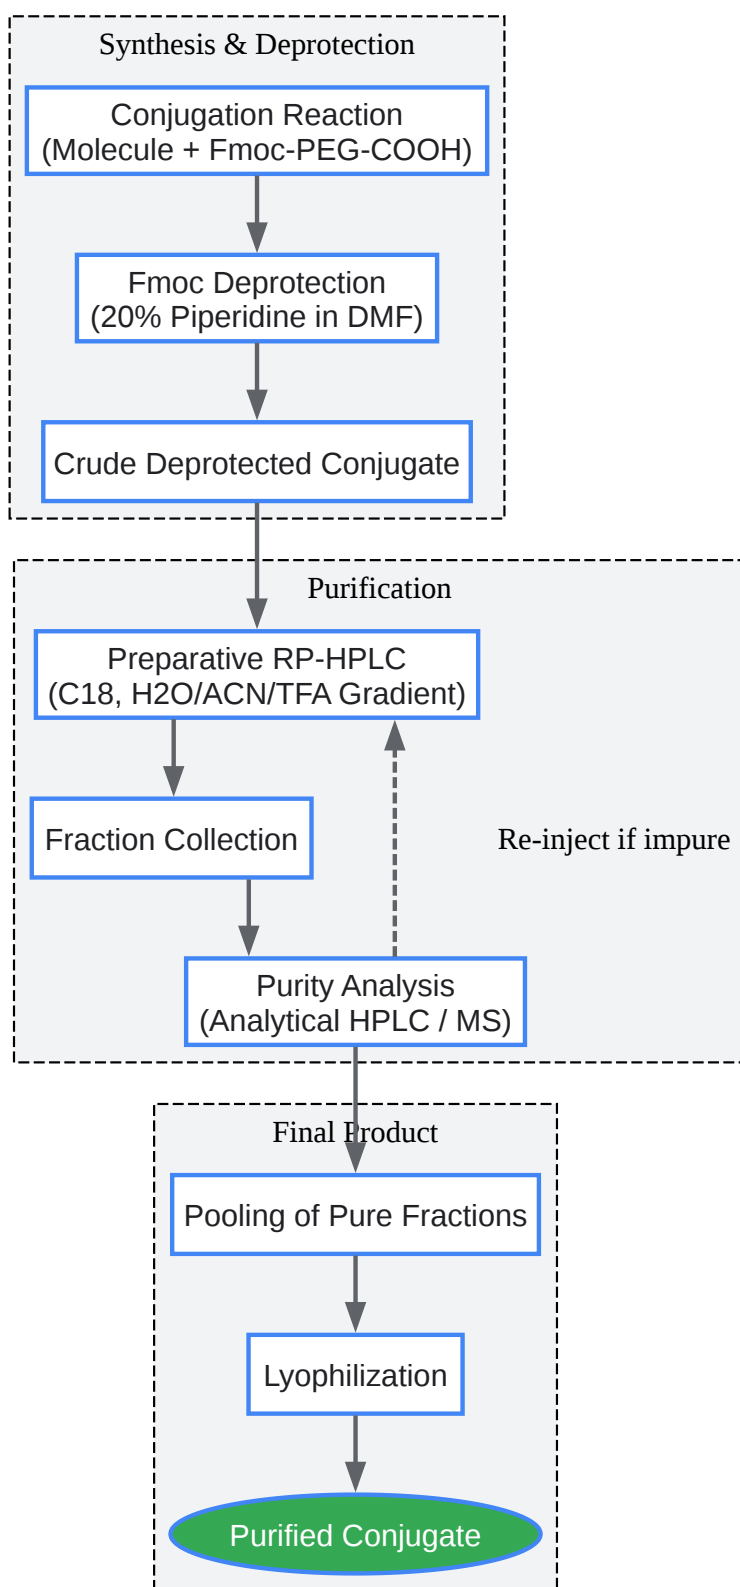 Synthesis & Deprotection
Conjugation Reaction
(Molecule + Fmoc-PEG-COOH)
Fmoc Deprotection
(20% Piperidine in DMF)
Crude Deprotected Conjugate
Purification
Preparative RP-HPLC
(C18, H2O/ACN/TFA Gradient)
Fraction Collection
Re-inject if impure
Purity Analysis
(Analytical HPLC / MS)
Final Product
Pooling of Pure Fractions
Lyophilization
Purified Conjugate